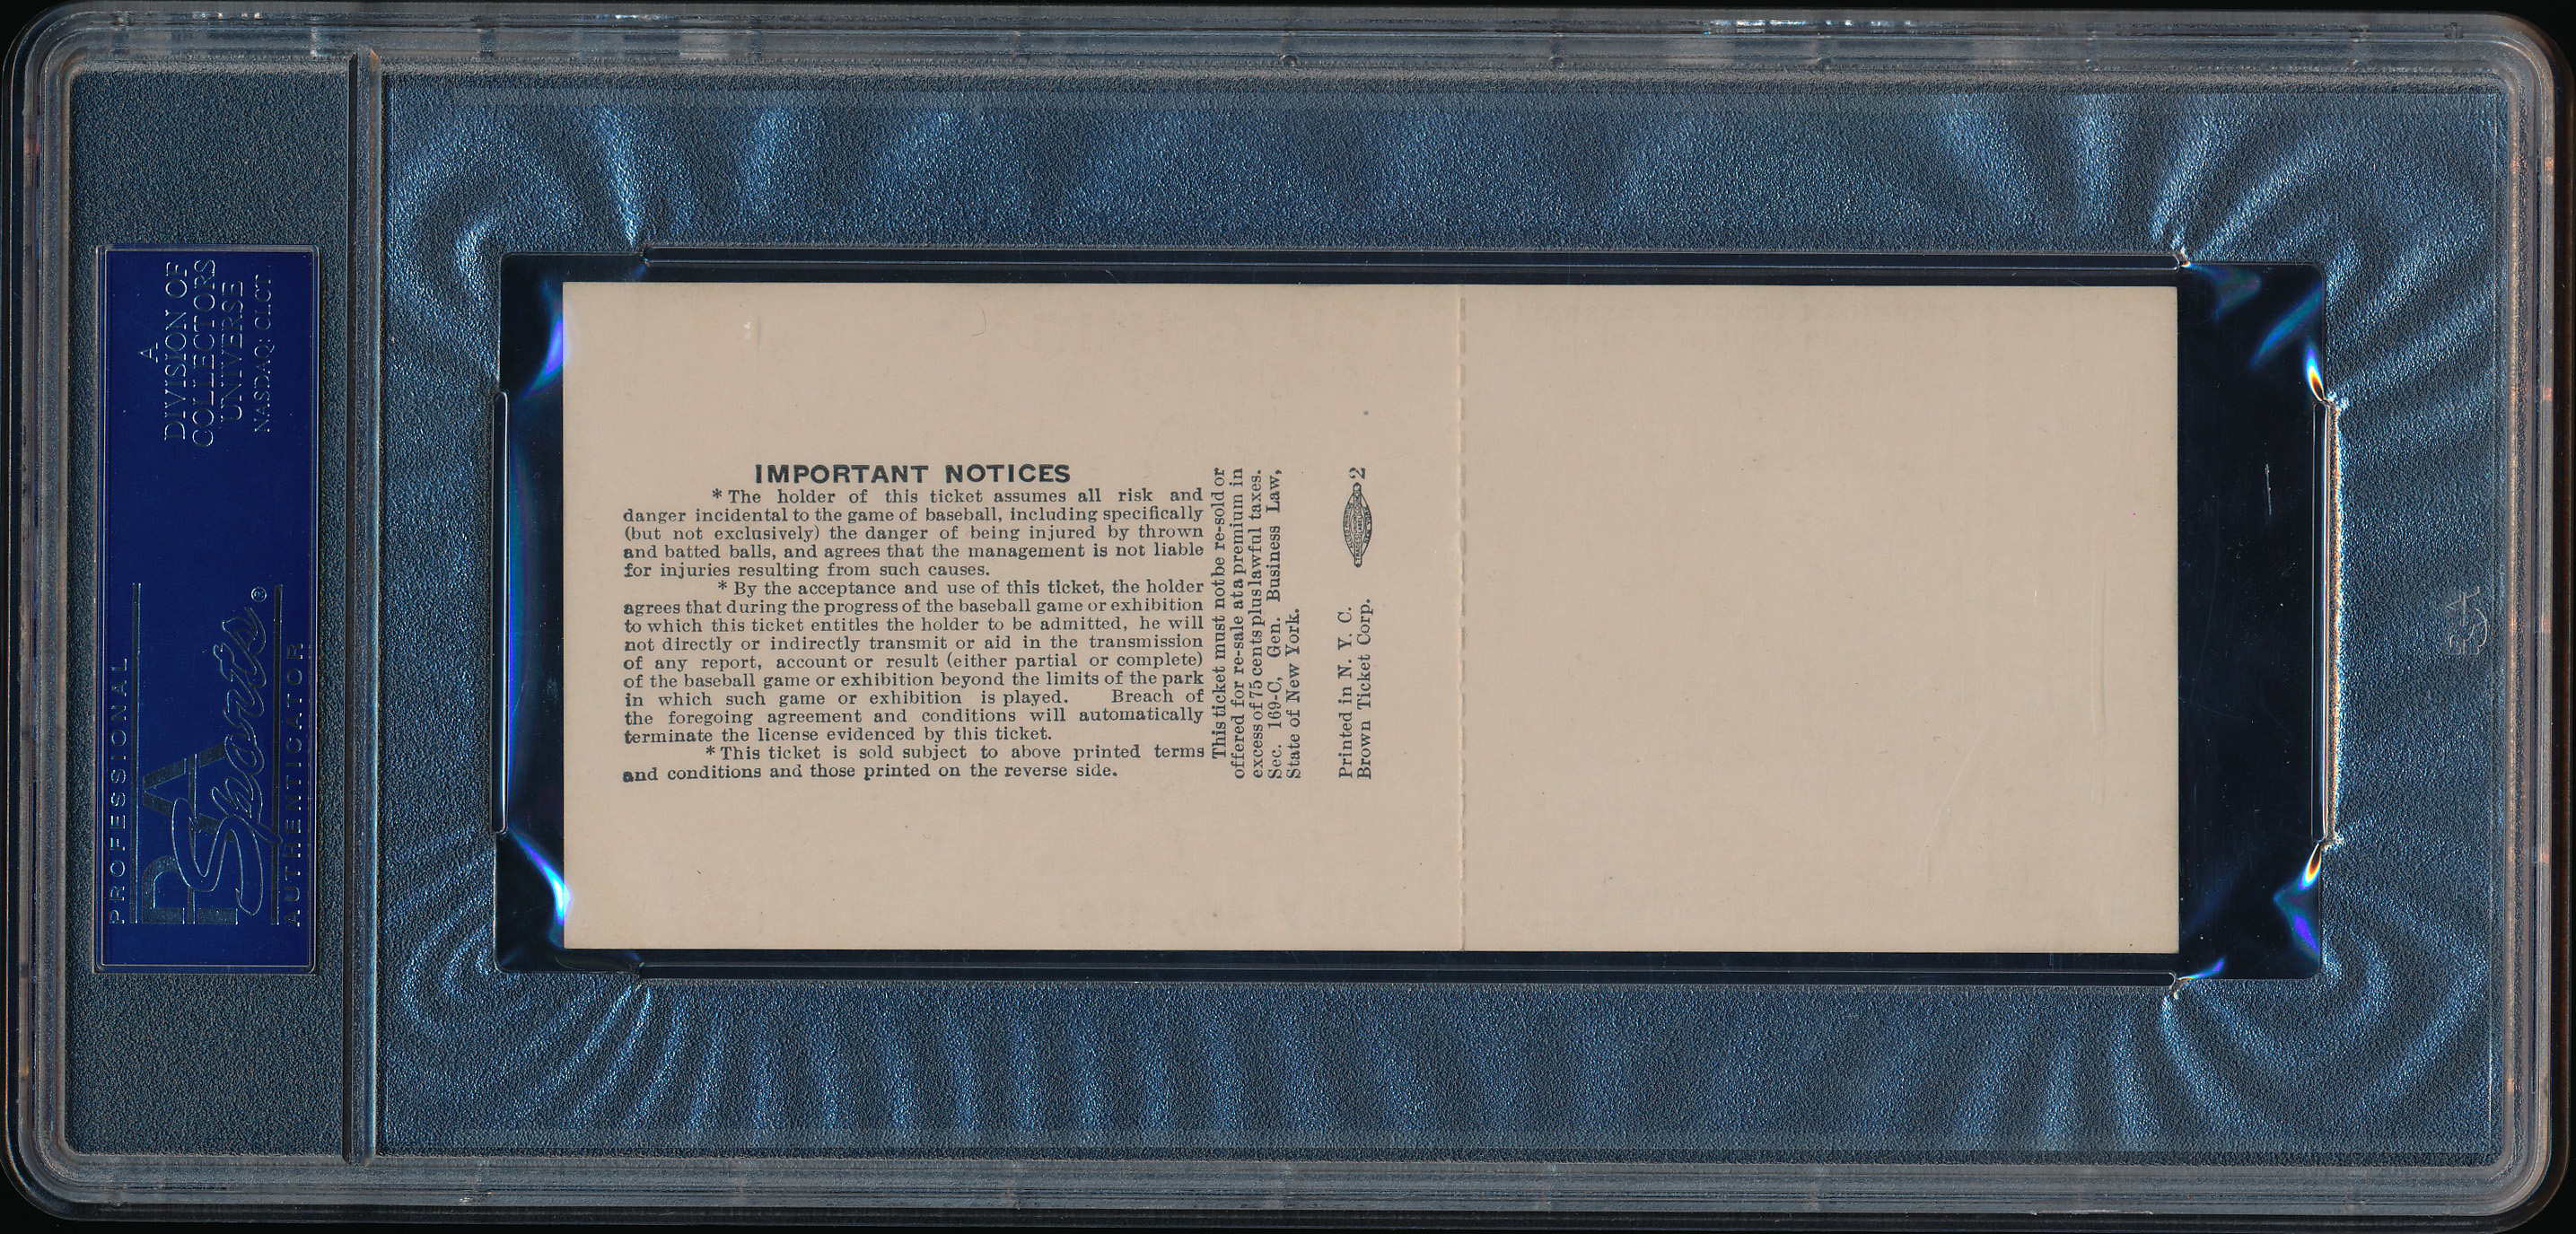 A
DIVISION OF
COLLECTORS
UNIVERSE
NASDAQ: CLCT
PROFESSIONAL
PSA
Sports®
AUTHENTICATOR
IMPORTANT NOTICES
* The holder of this ticket assumes all risk and
danger incidental to the game of baseball, including specifically
(but not exclusively) the danger of being injured by thrown
and batted balls, and agrees that the management is not liable
for injuries resulting from such causes.
* By the acceptance and use of this ticket, the holder
agrees that during the progress of the baseball game or exhibition
to which this ticket entitles the holder to be admitted, he will
not directly or indirectly transmit or aid in the transmission
of any report, account or result (either partial or complete)
of the baseball game or exhibition beyond the limits of the park
in which such game or exhibition is played. Breach of
the foregoing agreement and conditions will automatically
terminate the license evidenced by this ticket.
* This ticket is sold subject to above printed terms
and conditions and those printed on the reverse side.
This ticket must not be re-sold or
offered for re-sale at a premium in
excess of 75 cents plus lawful taxes.
Sec. 169-C, Gen. Business Law,
State of New York.
Printed in N. Y. C.
Brown Ticket Corp.
2